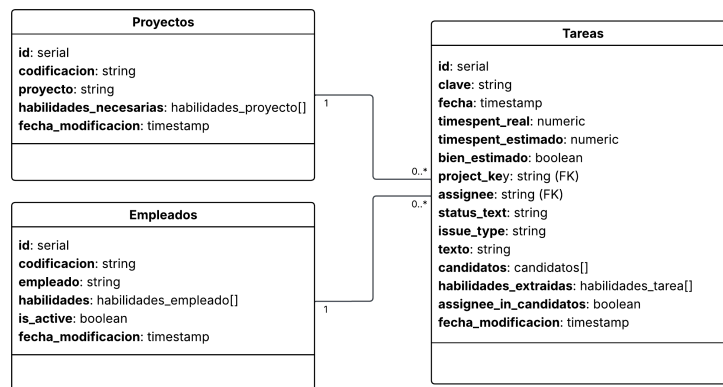 Proyectos
id: serial
codificacion: string
proyecto: string
habilidades_necesarias: habilidades_proyecto[]
fecha_modificacion: timestamp
1
Empleados
id: serial
codificacion: string
empleado: string
habilidades: habilidades_empleado[]
is_active: boolean
fecha_modificacion: timestamp
1
Tareas
id: serial
clave: string
fecha: timestamp
timespent_real: numeric
timespent_estimado: numeric
bien_estimado: boolean
project_key: string (FK)
assignee: string (FK)
status_text: string
issue_type: string
texto: string
candidatos: candidatos[]
habilidades_extraidas: habilidades_tarea[]
assignee_in_candidatos: boolean
fecha_modificacion: timestamp
0..*
0..*